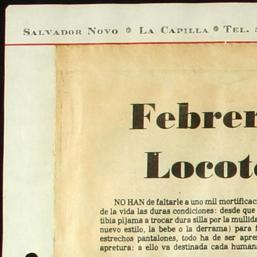 SALVADOR NOVO * LA CAPILLA * TEL.
Febrer
Locot
NO HAN de faltarle a uno mil mortificac
de la vida las duras condiciones: desde que
tibia pijama a trocar dura silla por la mullida
nuevo estilo, la bebe o la derrama) para
estrechos pantalones, todo ha de ser apre
apretura: a ello va destinada cada humana